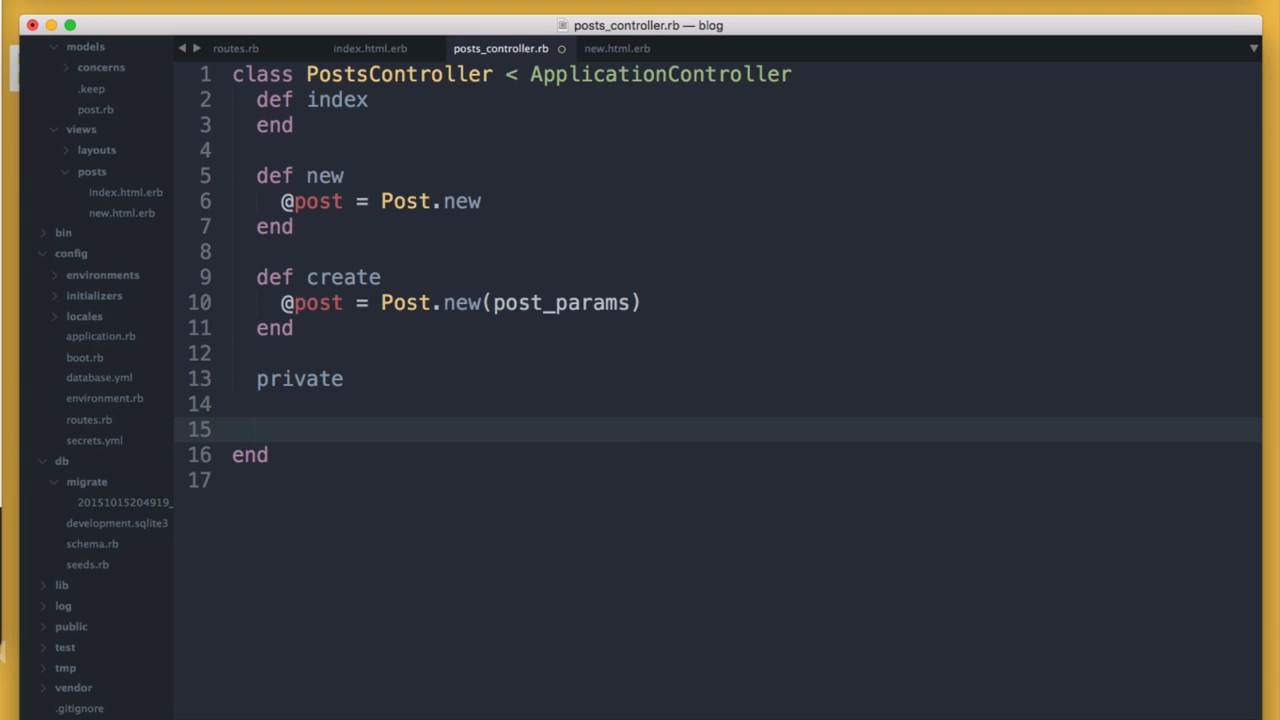 posts_controller.rb — blog
models
concerns
.keep
post.rb
views
layouts
posts
index.html.erb
new.html.erb
bin
config
environments
initializers
locales
application.rb
boot.rb
database.yml
environment.rb
routes.rb
secrets.yml
db
migrate
20151015204919_
development.sqlite3
schema.rb
seeds.rb
lib
log
public
test
tmp
vendor
.gitignore
routes.rb index.html.erb posts_controller.rb new.html.erb
1 class PostsController < ApplicationController
2 def index
3 end
4
5 def new
6 @post = Post.new
7 end
8
9 def create
10 @post = Post.new(post_params)
11 end
12
13 private
14
15
16 end
17